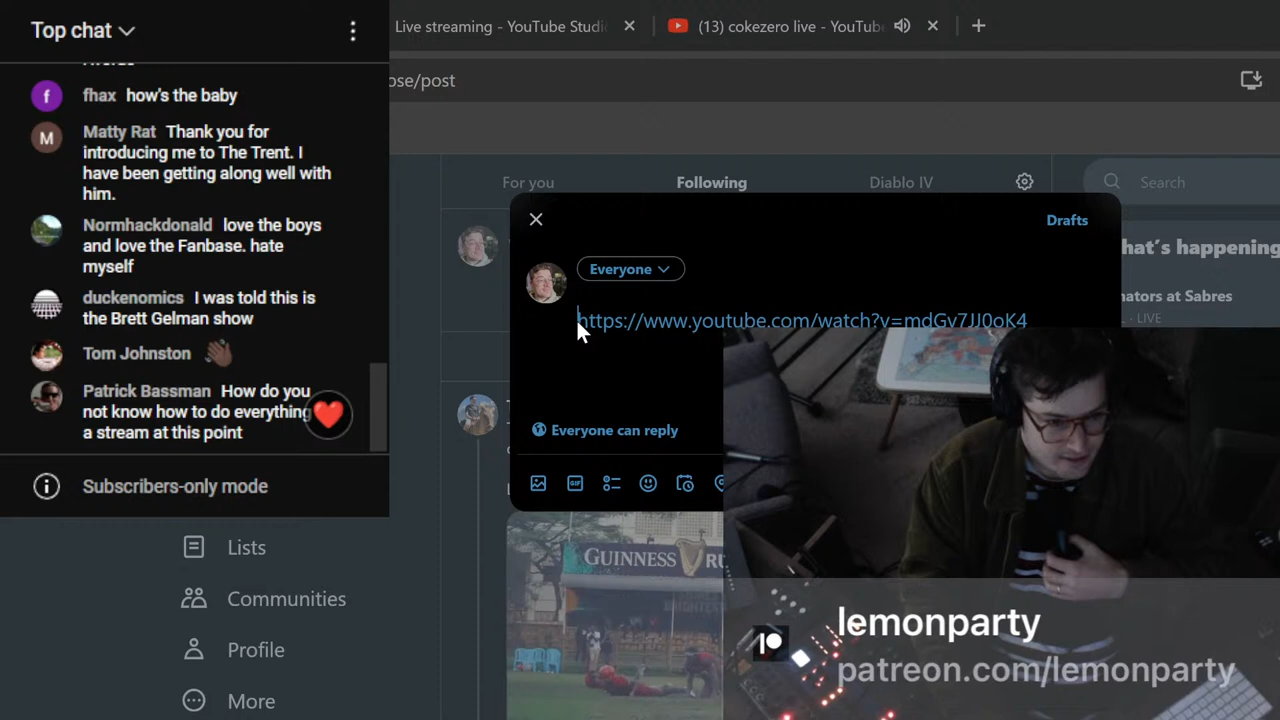 Top chat
Live streaming - YouTube Studi
(13) cokezero live - YouTube
ose/post
fhax how's the baby
Matty Rat Thank you for
introducing me to The Trent. I
have been getting along well with
him.
Normhackdonald love the boys
and love the Fanbase. hate
myself
duckenomics I was told this is
the Brett Gelman show
Tom Johnston
Patrick Bassman How do you
not know how to do everything
a stream at this point
Subscribers-only mode
Lists
Communities
Profile
More
For you
Following
Diablo IV
Search
Drafts
Everyone
https://www.youtube.com/watch?v=mdGv7JJ0oK4
Everyone can reply
GIF
hat's happening
nators at Sabres
LIVE
GUINNESS RU
lemonparty
patreon.com/lemonparty